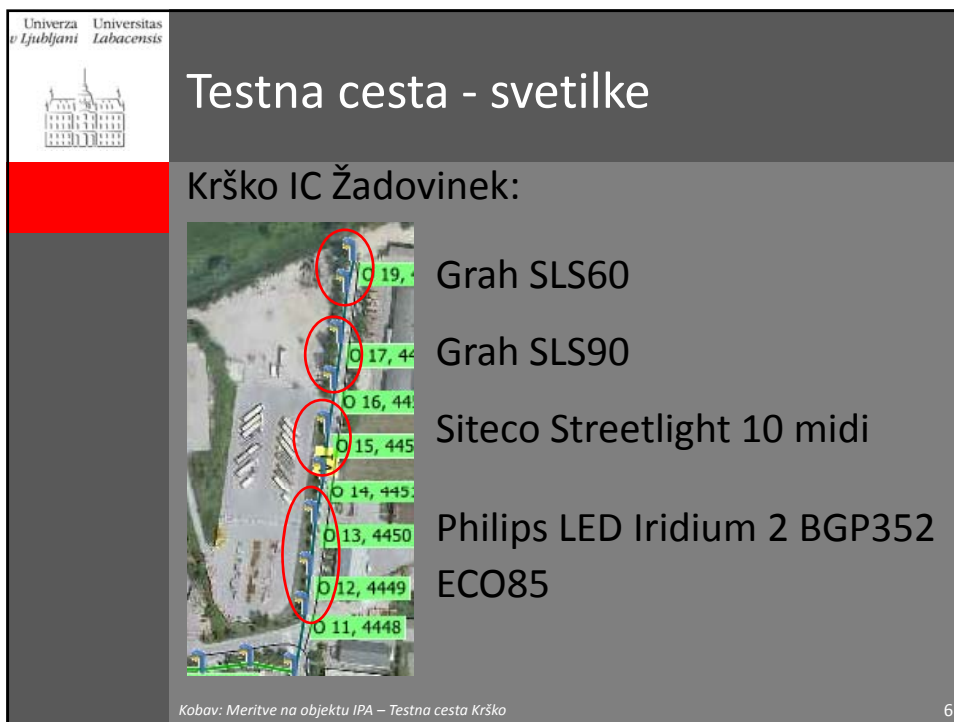 Univerza Universitas
v Ljubljani Labacensis
Testna cesta - svetilke
Krško IC Žadovinek:
O 19,
O 17, 44
O 16, 44
O 15, 445
O 14, 445
O 13, 4450
O 12, 4449
O 11, 4448
Grah SLS60
Grah SLS90
Siteco Streetlight 10 midi
Philips LED Iridium 2 BGP352
ECO85
Kobav: Meritve na objektu IPA – Testna cesta Krško
6